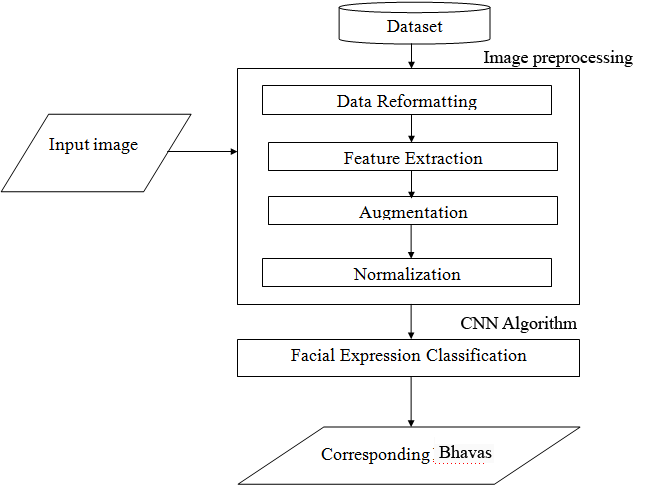 Dataset
Image preprocessing
Data Reformatting
Input image
Feature Extraction
Augmentation
Normalization
CNN Algorithm
Facial Expression Classification
Corresponding Bhavas